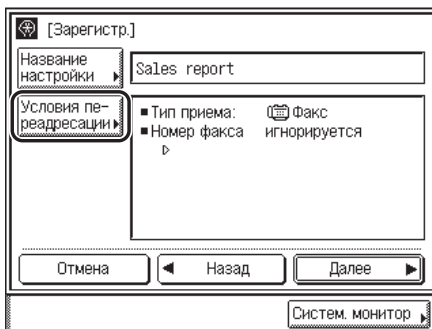 [Зарегистр.]
Название
настройки
Sales report
Условия пе-
реадресации
Тип приема: Факс
Номер факса игнорируется
Отмена
Назад
Далее
Систем. монитор